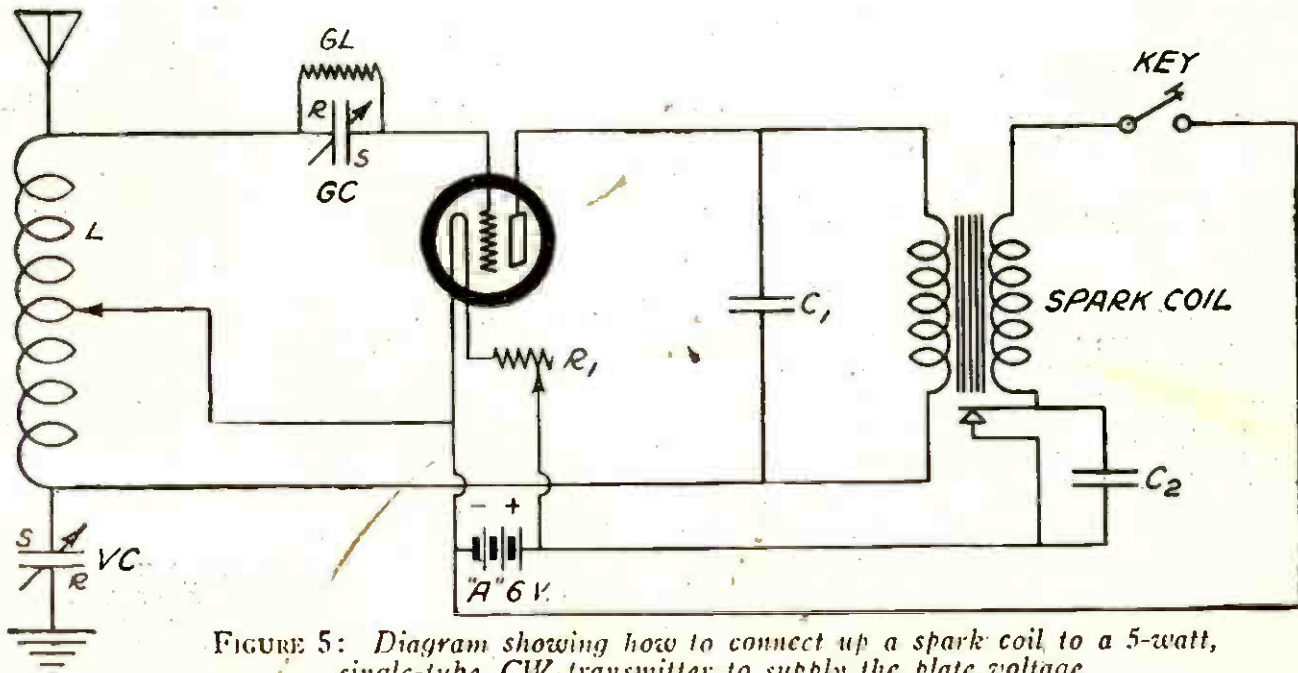 GL
KEY
R
S
GC
L
C1
SPARK COIL
R1
C2
- +
S
VC
R
"A" 6 V.
FIGURE 5: Diagram showing how to connect up a spark coil to a 5-watt,
single-tube, CW transmitter to supply the plate voltage